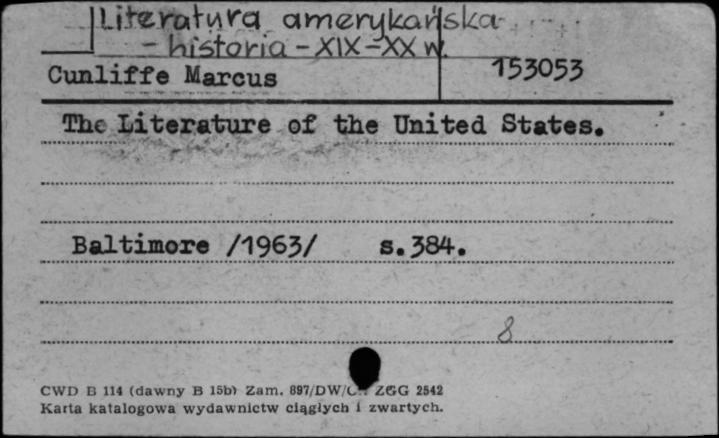 Literatura amerykańska
- historia - XIX-XX w.
Cunliffe Marcus 153053
The Literature of the United States.
Baltimore /1963/ s.384.
8
CWD B 114 (dawny B 15b) Zam. 897/DW/ ZGG 2542
Karta katalogowa wydawnictw ciągłych i zwartych.